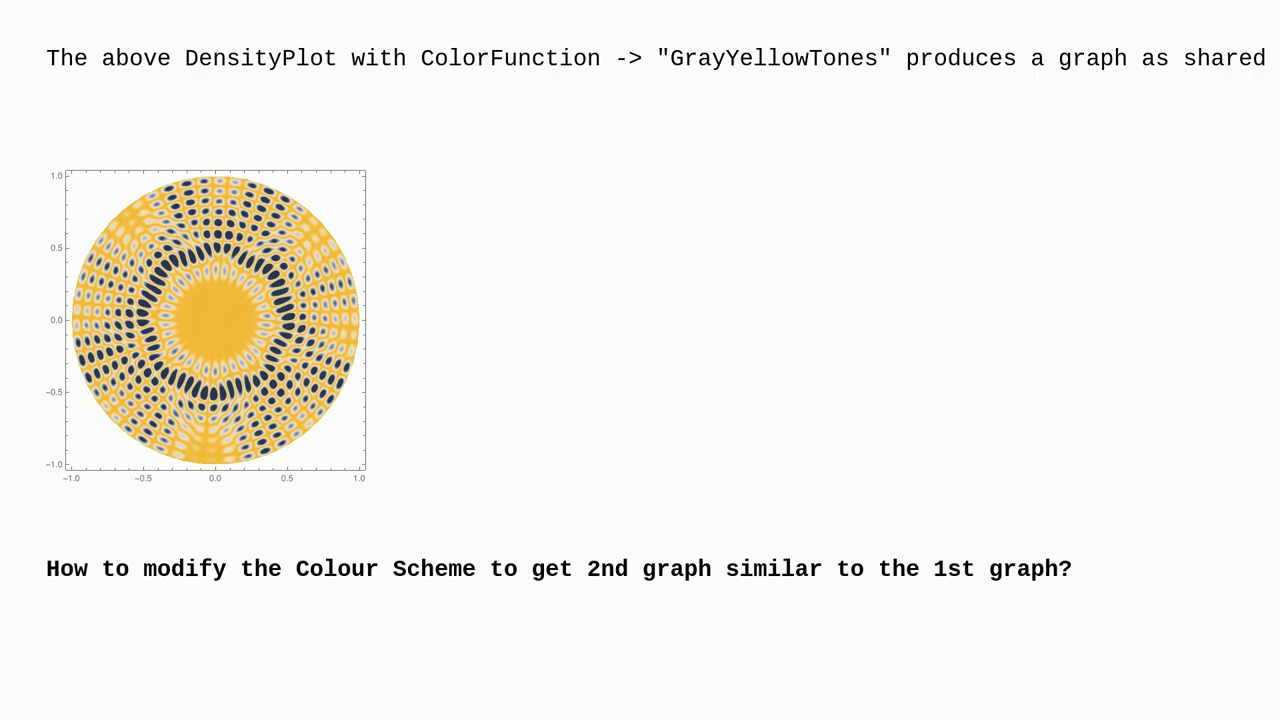 The above DensityPlot with ColorFunction -> "GrayYellowTones" produces a graph as shared
1.0
0.5
0.0
−0.5
−1.0
−1.0 −0.5 0.0 0.5 1.0
How to modify the Colour Scheme to get 2nd graph similar to the 1st graph?